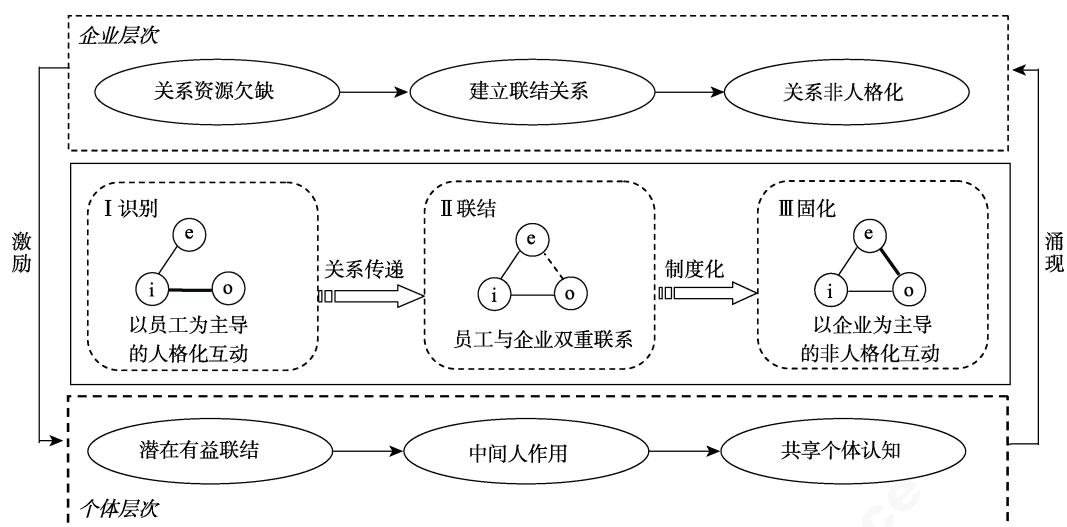 企业层次
关系资源欠缺
建立联结关系
关系非人格化
激励
涌现
Ⅰ识别
e
i
o
以员工为主导
的人格化互动
关系传递
Ⅱ联结
e
i
o
员工与企业双重联系
制度化
Ⅲ固化
e
i
o
以企业为主导
的非人格化互动
潜在有益联结
中间人作用
共享个体认知
个体层次